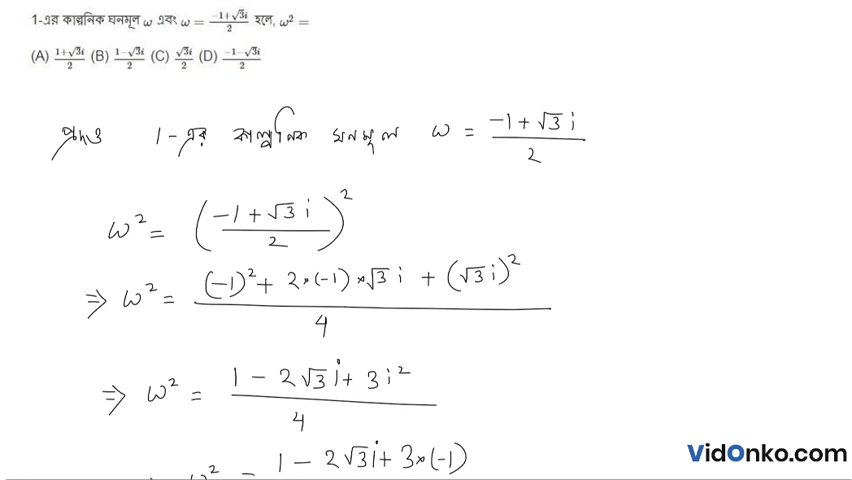 1-এর কাল্পনিক ঘনমূল ω এবং ω = (-1+√3i)/2 হলে, ω² =
(A) (1+√3i)/2 (B) (1-√3i)/2 (C) √3i/2 (D) (-1-√3i)/2
প্রদত্ত 1-এর কাল্পনিক ঘনমূল ω = (-1+√3 i)/2
ω² = ((-1+√3 i)/2)²
⇒ ω² = ((-1)² + 2×(-1)×√3 i + (√3 i)²)/4
⇒ ω² = (1 - 2√3 i + 3i²)/4
ω² = 1 - 2√3 i + 3×(-1)
VidOnko.com